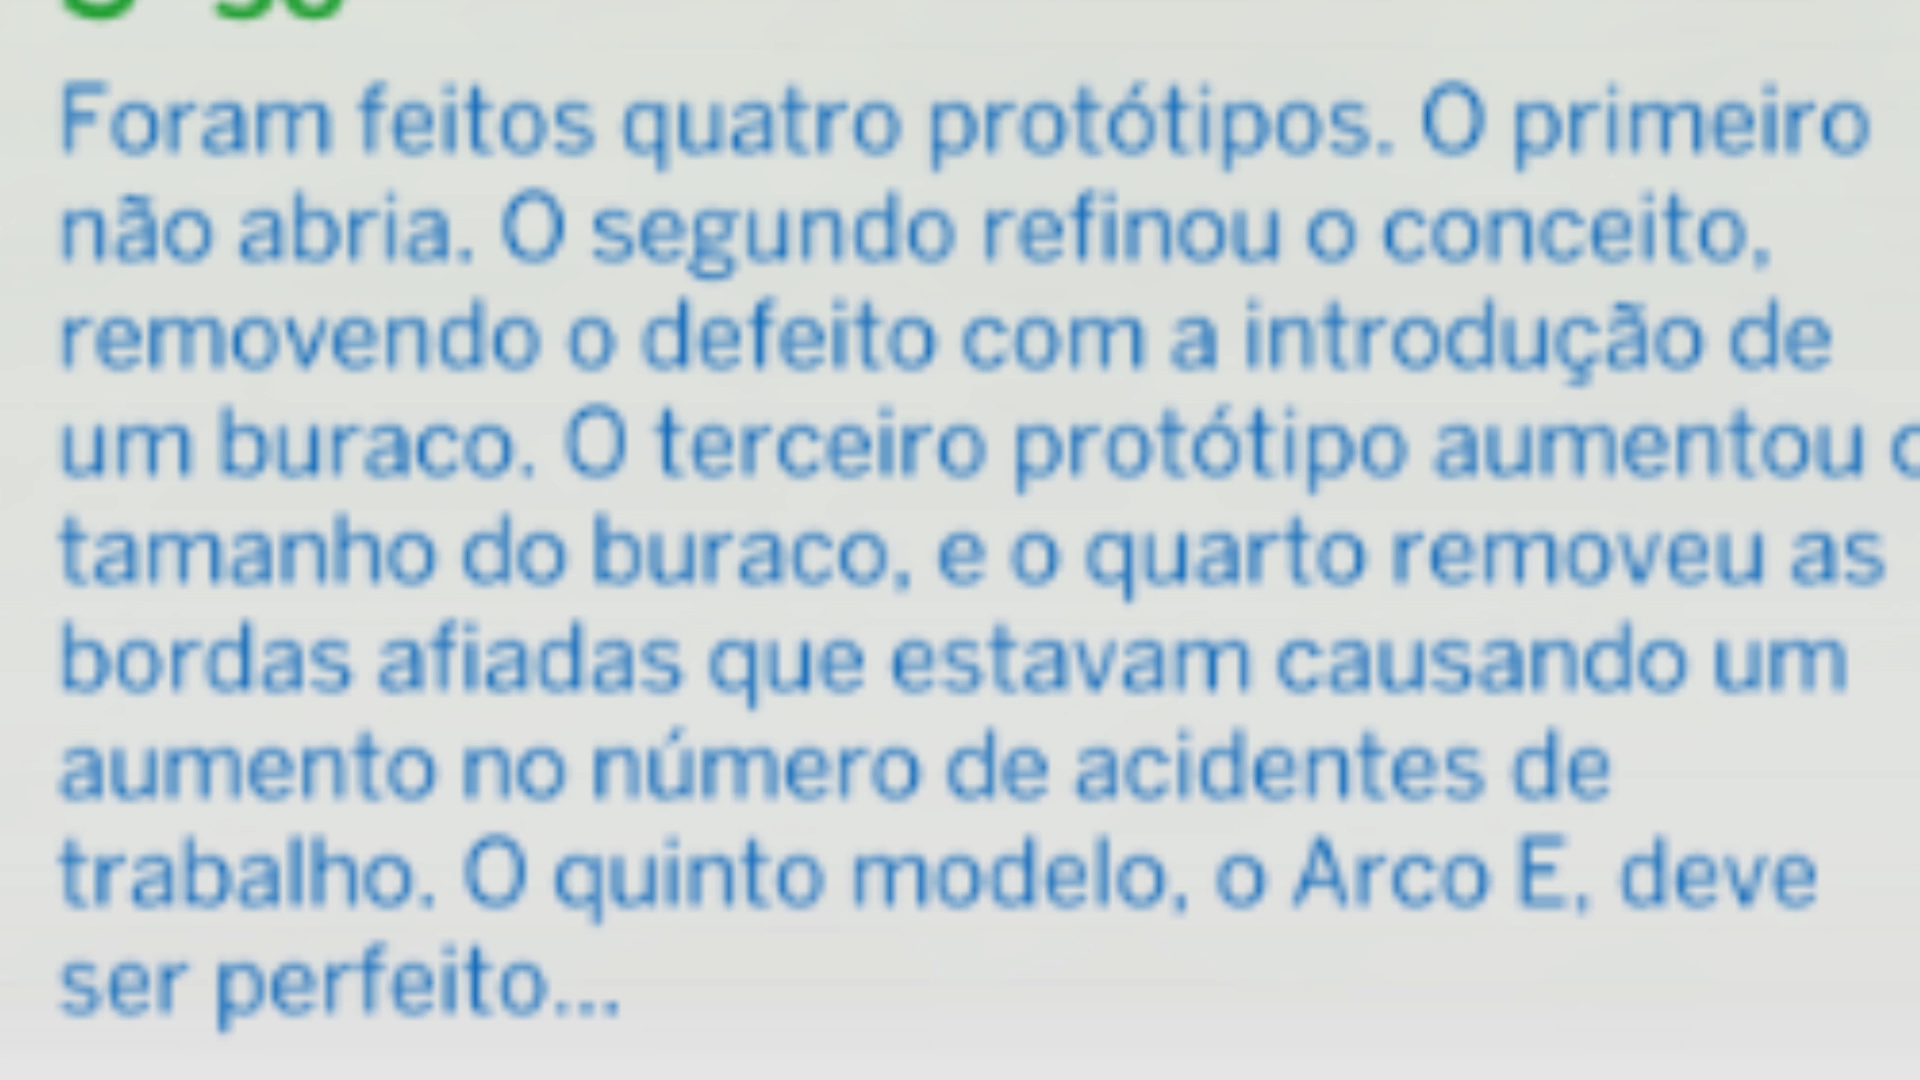 Foram feitos quatro protótipos. O primeiro
não abria. O segundo refinou o conceito,
removendo o defeito com a introdução de
um buraco. O terceiro protótipo aumentou o
tamanho do buraco, e o quarto removeu as
bordas afiadas que estavam causando um
aumento no número de acidentes de
trabalho. O quinto modelo, o Arco E, deve
ser perfeito...